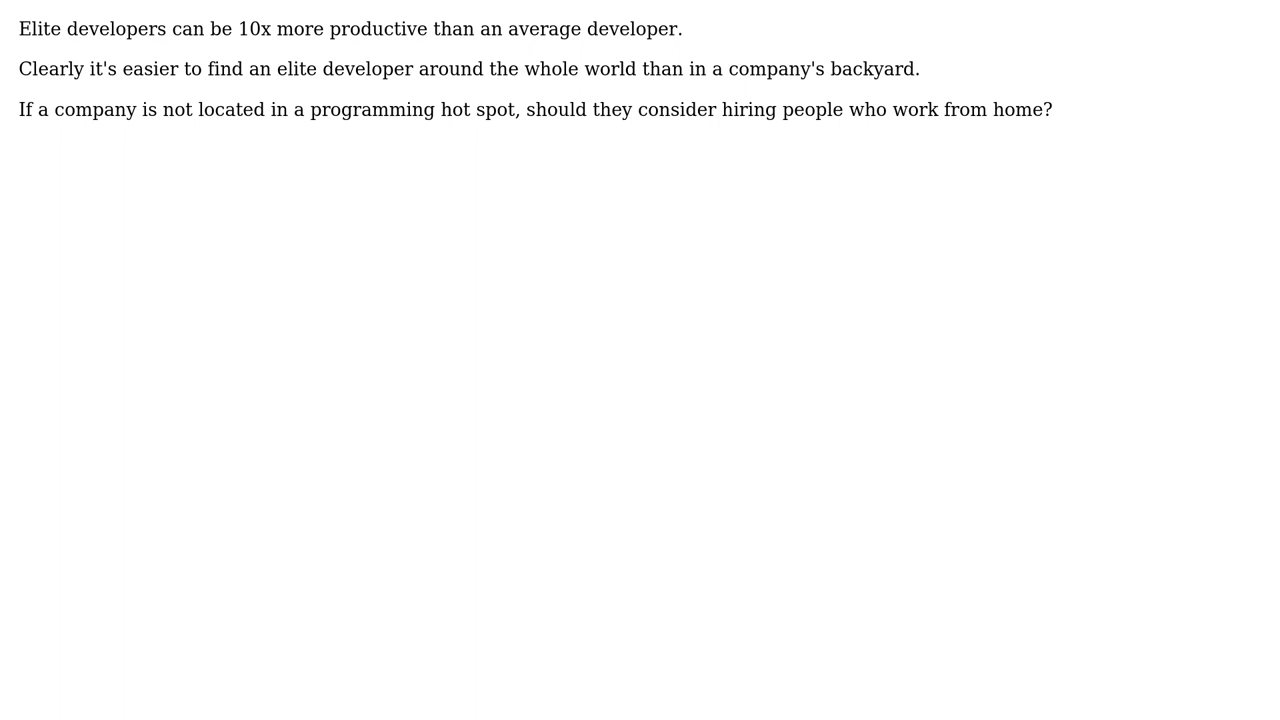 Elite developers can be 10x more productive than an average developer.
Clearly it's easier to find an elite developer around the whole world than in a company's backyard.
If a company is not located in a programming hot spot, should they consider hiring people who work from home?